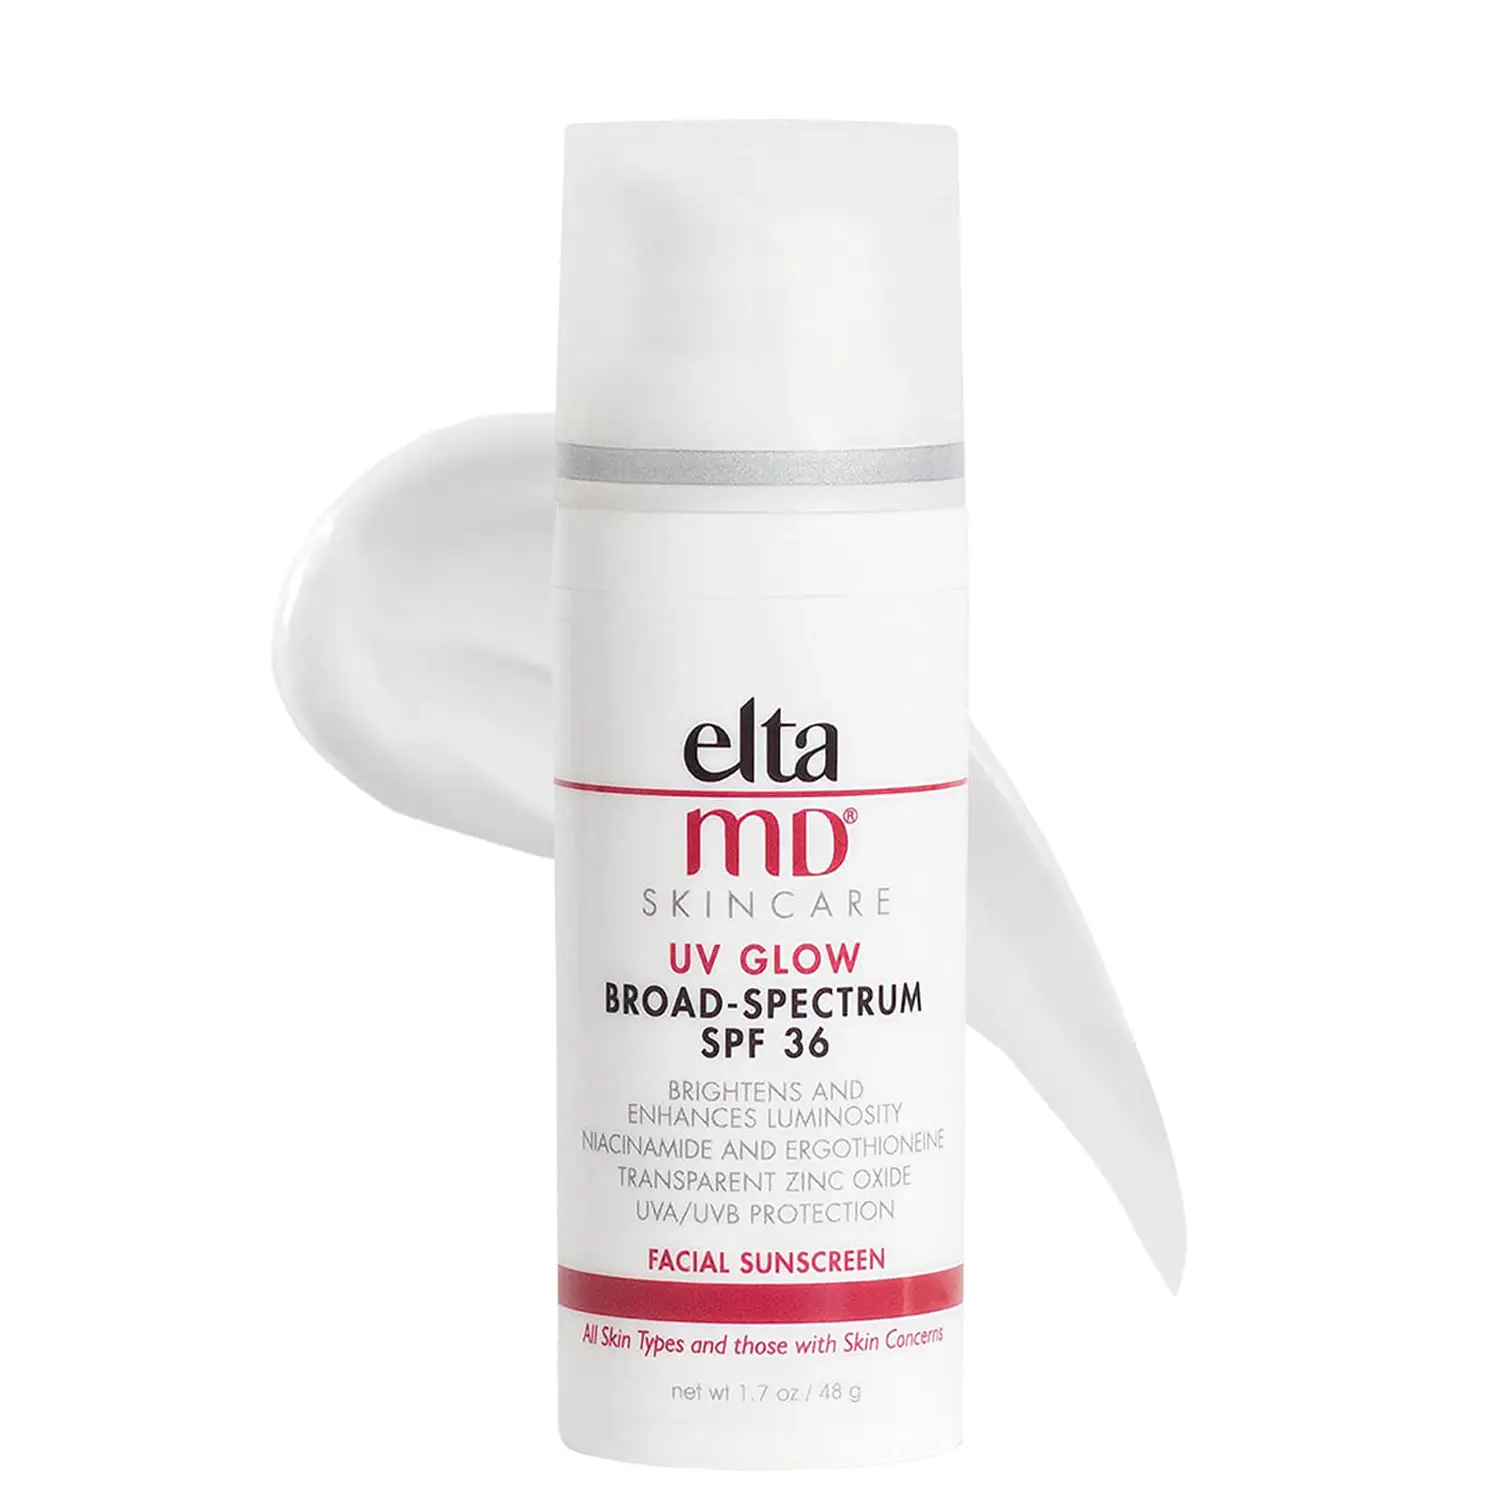 elta
MD®
SKINCARE
UV GLOW
BROAD-SPECTRUM
SPF 36
BRIGHTENS AND
ENHANCES LUMINOSITY
NIACINAMIDE AND ERGOTHIONEINE
TRANSPARENT ZINC OXIDE
UVA/UVB PROTECTION
FACIAL SUNSCREEN
All Skin Types and those with Skin Concerns
net wt 1.7 oz / 48 g